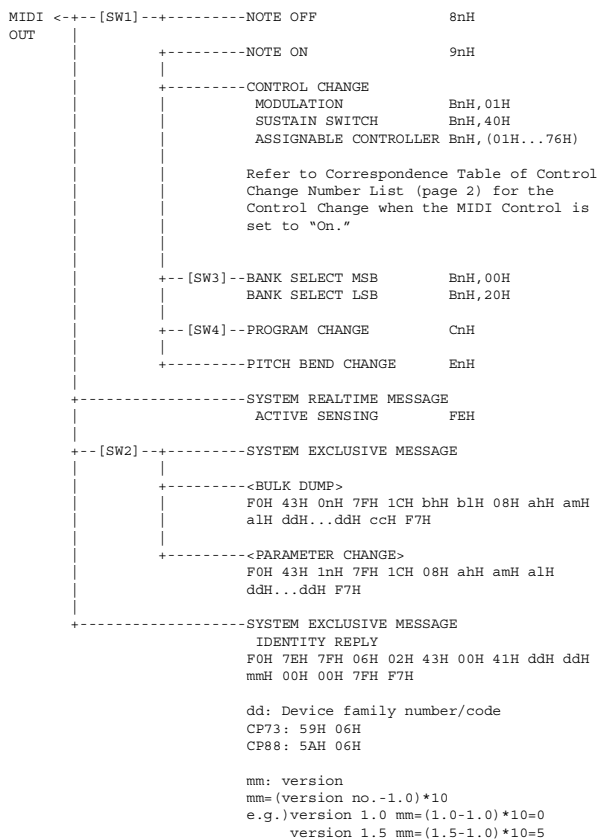 MIDI <-+--[SW1]--+---------NOTE OFF 8nH
OUT |
+---------NOTE ON 9nH
+---------CONTROL CHANGE
MODULATION BnH,01H
SUSTAIN SWITCH BnH,40H
ASSIGNABLE CONTROLLER BnH,(01H...76H)
Refer to Correspondence Table of Control
Change Number List (page 2) for the
Control Change when the MIDI Control is
set to “On.”
+--[SW3]--BANK SELECT MSB BnH,00H
BANK SELECT LSB BnH,20H
+--[SW4]--PROGRAM CHANGE CnH
+---------PITCH BEND CHANGE EnH
+-------------------SYSTEM REALTIME MESSAGE
ACTIVE SENSING FEH
+--[SW2]--+---------SYSTEM EXCLUSIVE MESSAGE
+---------<BULK DUMP>
F0H 43H 0nH 7FH 1CH bhH blH 08H ahH amH
alH ddH...ddH ccH F7H
+---------<PARAMETER CHANGE>
F0H 43H 1nH 7FH 1CH 08H ahH amH alH
ddH...ddH F7H
+-------------------SYSTEM EXCLUSIVE MESSAGE
IDENTITY REPLY
F0H 7EH 7FH 06H 02H 43H 00H 41H ddH ddH
mmH 00H 00H 7FH F7H
dd: Device family number/code
CP73: 59H 06H
CP88: 5AH 06H
mm: version
mm=(version no.-1.0)*10
e.g.)version 1.0 mm=(1.0-1.0)*10=0
version 1.5 mm=(1.5-1.0)*10=5